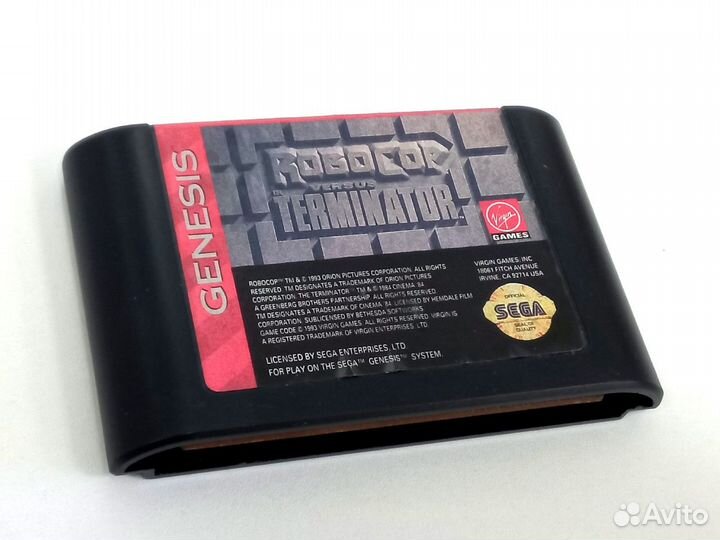 GENESIS
ROBOCOP
VERSUS
TERMINATOR™
Virgin
GAMES
ROBOCOP™ TM & © 1993 ORION PICTURES CORPORATION. ALL RIGHTS
RESERVED. TM DESIGNATES A TRADEMARK OF ORION PICTURES
CORPORATION. THE TERMINATOR™ TM & © 1984 CINEMA '84,
A GREENBERG BROTHERS PARTNERSHIP. ALL RIGHTS RESERVED.
TM DESIGNATES A TRADEMARK OF CINEMA '84. LICENSED BY HEMDALE FILM
CORPORATION. SUBLICENSED BY BETHESDA SOFTWORKS.
GAME CODE © 1993 VIRGIN GAMES. VIRGIN IS
A REGISTERED TRADEMARK OF VIRGIN ENTERPRISES, LTD.
VIRGIN GAMES, INC.
18061 FITCH AVENUE
IRVINE, CA 92714 USA
OFFICIAL
SEGA
SEAL OF
QUALITY
LICENSED BY SEGA ENTERPRISES, LTD.
FOR PLAY ON THE SEGA™ GENESIS™ SYSTEM.
Avito